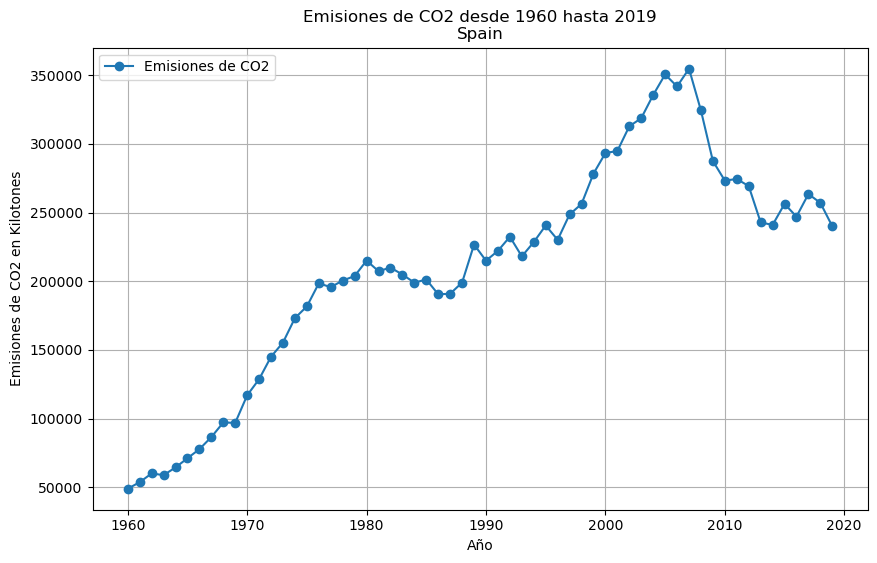 Emisiones de CO2 desde 1960 hasta 2019
Spain
Emisiones de CO2
Emisiones de CO2 en Kilotones
350000
300000
250000
200000
150000
100000
50000
1960
1970
1980
1990
2000
2010
2020
Año